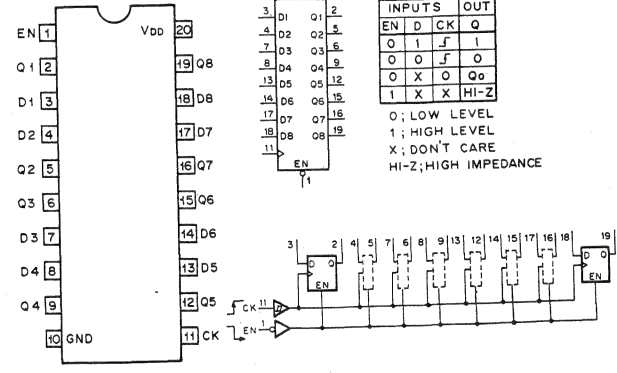 EN 1
Q1 2
D1 3
D2 4
Q2 5
Q3 6
D3 7
D4 8
Q4 9
10 GND
VDD 20
19 Q8
18 D8
17 D7
16 Q7
15 Q6
14 D6
13 D5
12 Q5
11 CK
3 D1 Q1 2
4 D2 Q2 5
7 D3 Q3 6
8 D4 Q4 9
13 D5 Q5 12
14 D6 Q6 15
17 D7 Q7 16
18 D8 Q8 19
11
EN
1
INPUTS OUT
EN D CK Q
0 1 1
0 0 0
0 X 0 Qo
1 X X HI-Z
0; LOW LEVEL
1; HIGH LEVEL
X; DON'T CARE
HI-Z; HIGH IMPEDANCE
3 2 4 5 7 6 8 9 13 12 14 15 17 16 18 19
D Q
EN
D Q
EN
CK 11
EN 1